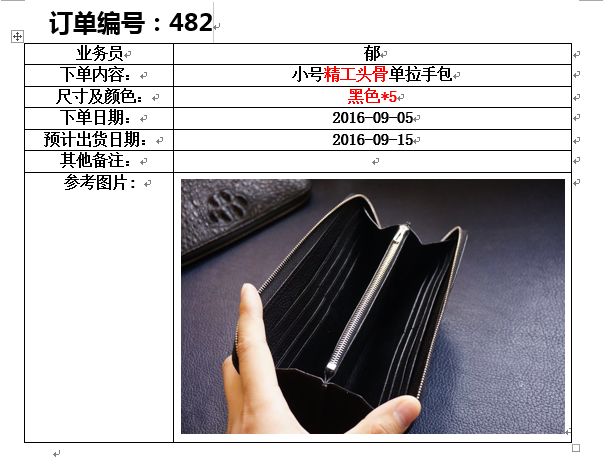 订单编号：482
业务员 郁
下单内容： 小号精工头骨单拉手包
尺寸及颜色： 黑色*5
下单日期： 2016-09-05
预计出货日期： 2016-09-15
其他备注：
参考图片: